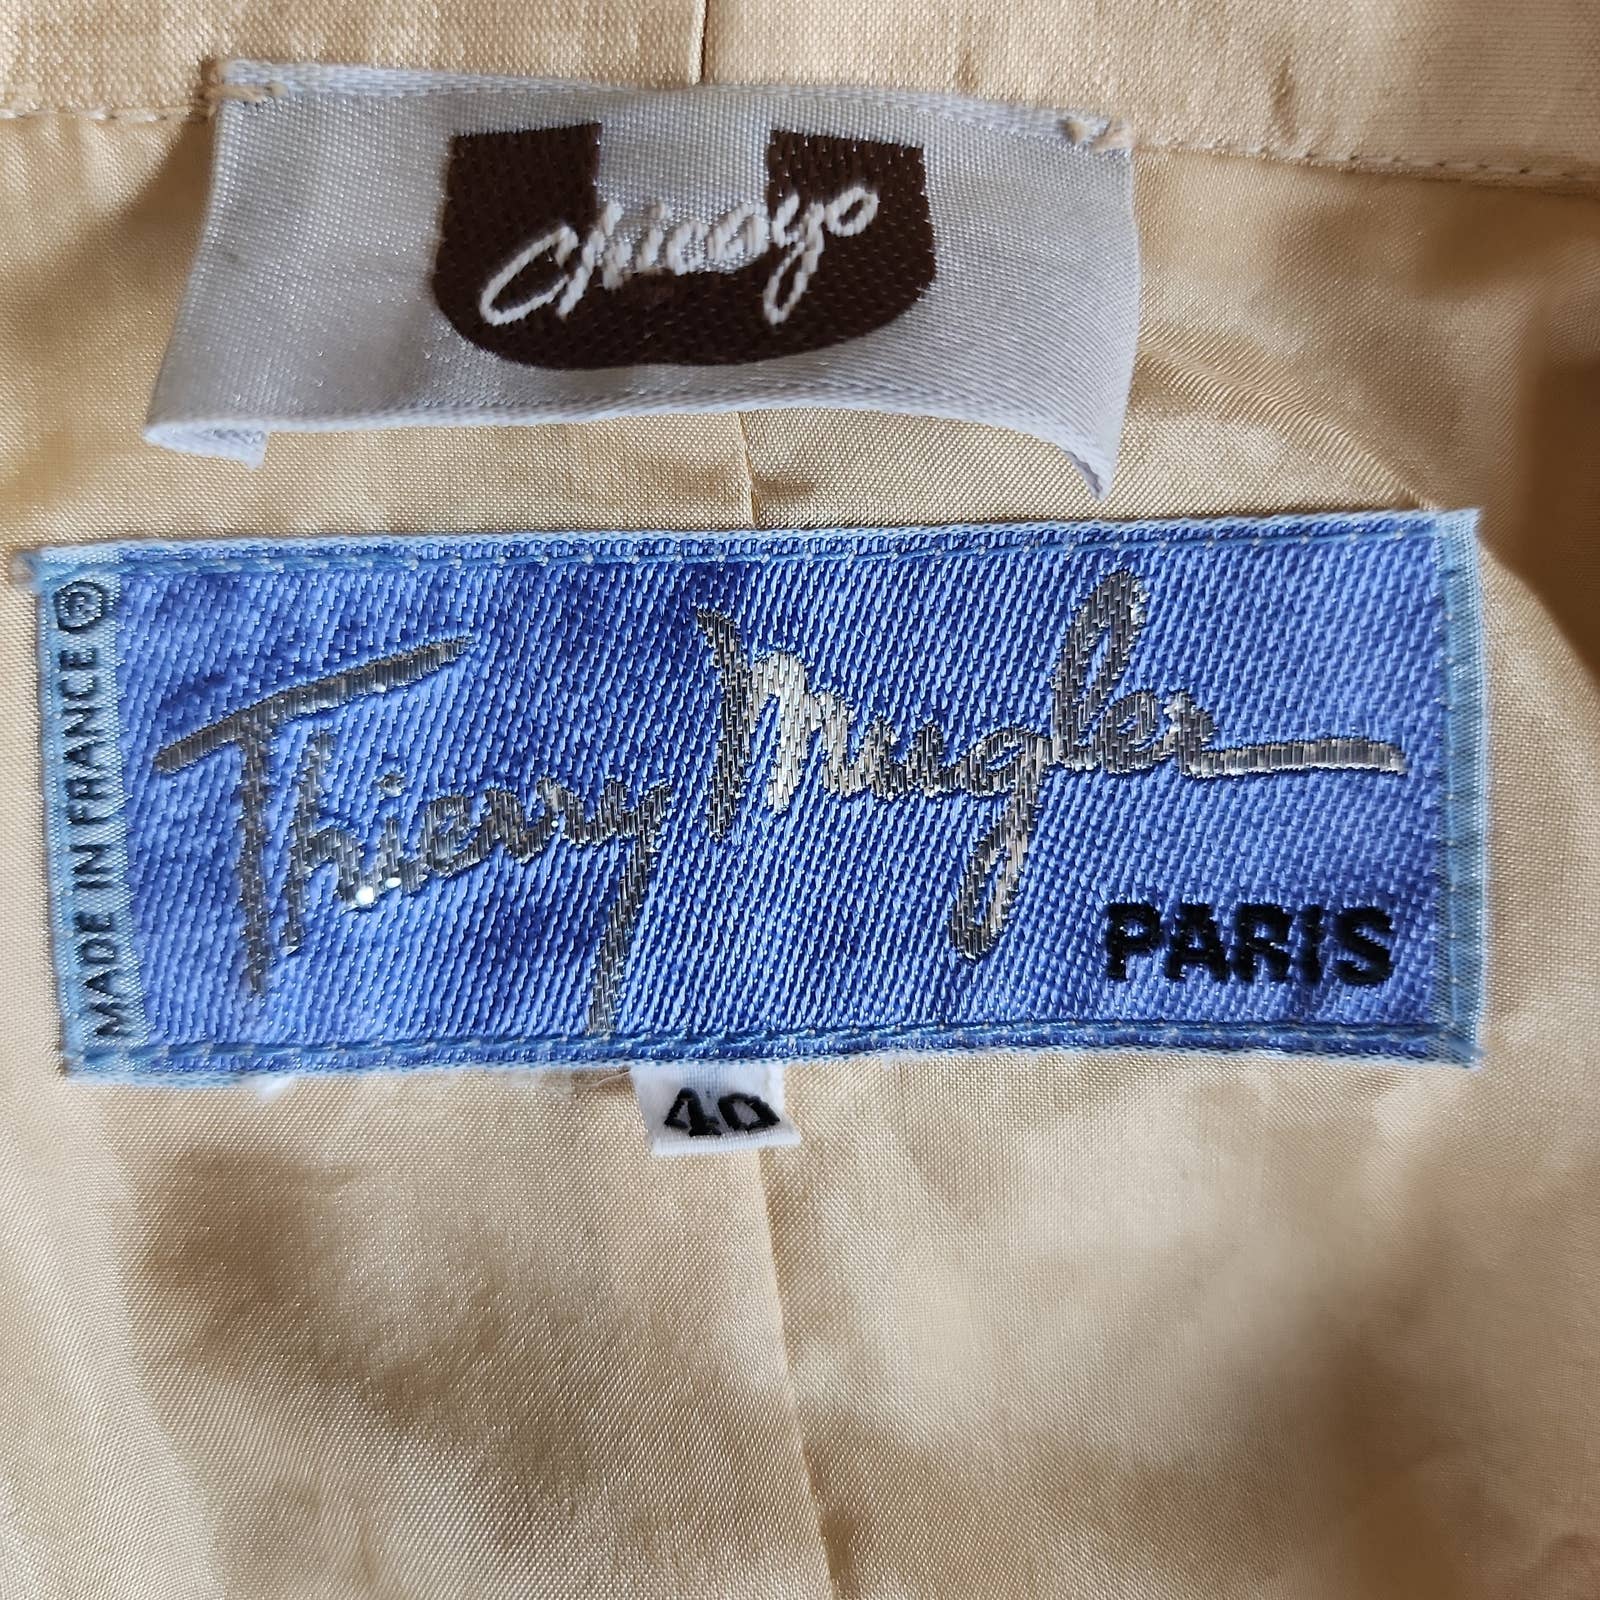 Chicago
MADE IN FRANCE ®
Thierry Mugler
PARIS
40